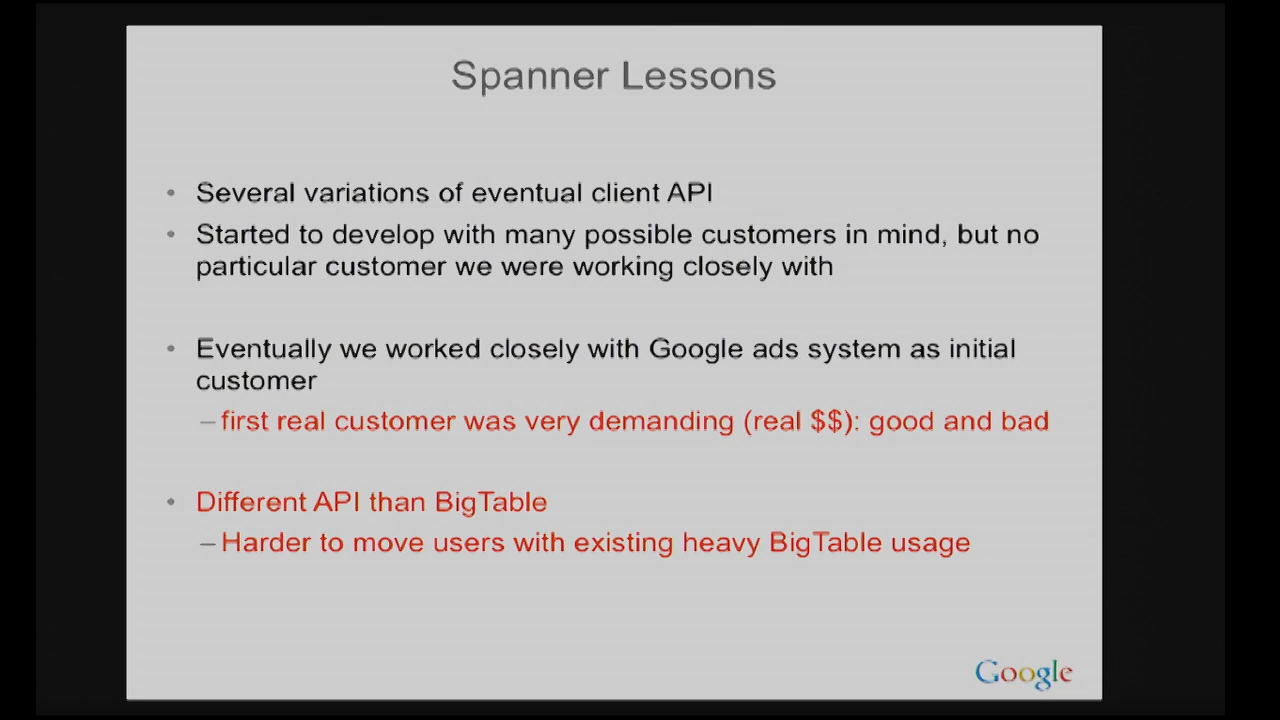 Spanner Lessons
• Several variations of eventual client API
• Started to develop with many possible customers in mind, but no
particular customer we were working closely with
• Eventually we worked closely with Google ads system as initial
customer
– first real customer was very demanding (real $$): good and bad
• Different API than BigTable
– Harder to move users with existing heavy BigTable usage
Google